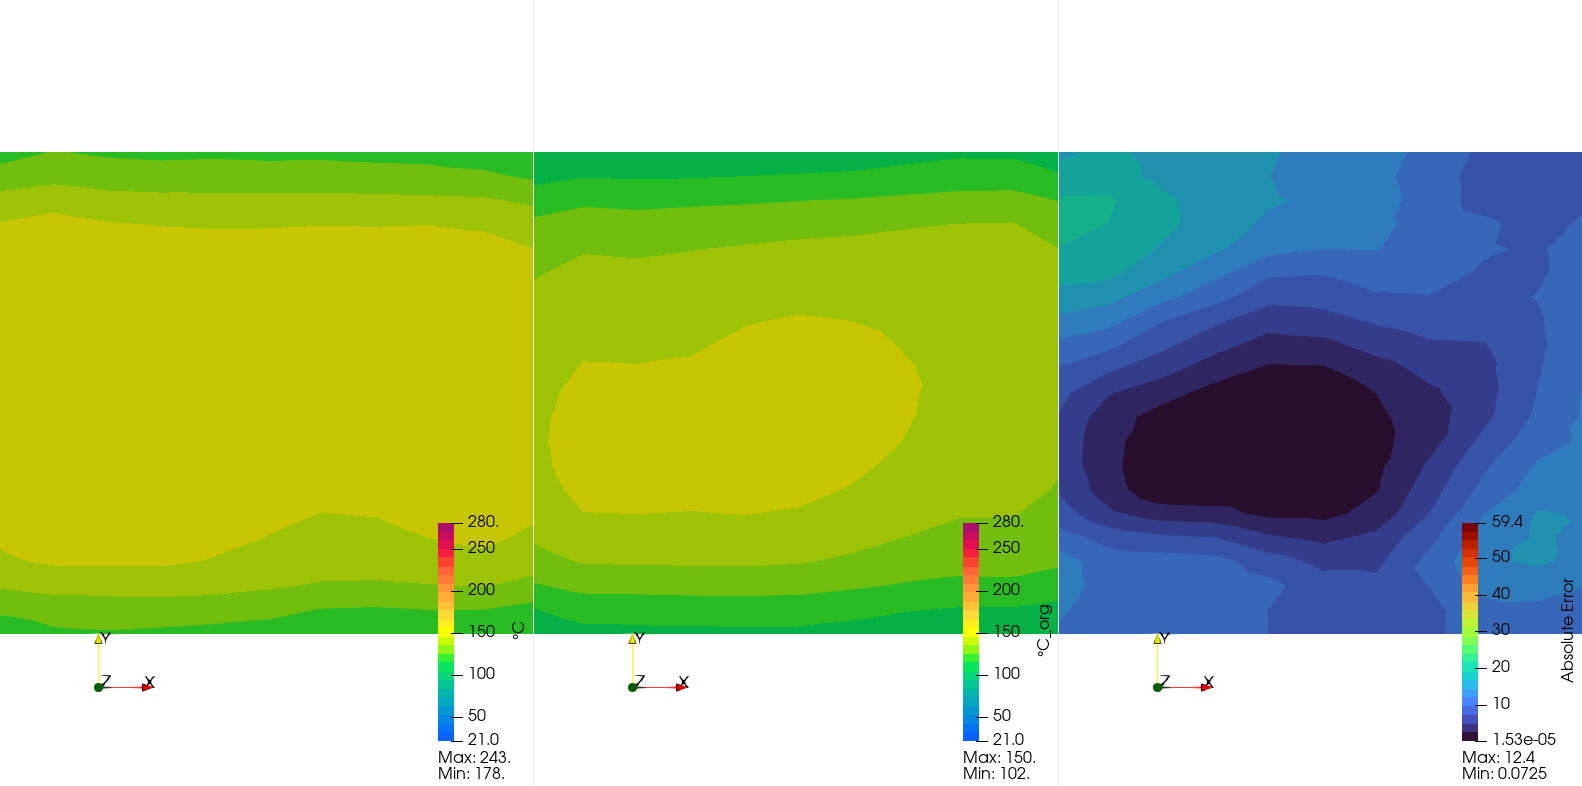 280.
250
200
150
100
50
21.0
°C
Max: 243.
Min: 178.
Y
Z
X
280.
250
200
150
100
50
21.0
°C_org
Max: 150.
Min: 102.
Y
Z
X
59.4
50
40
30
20
10
1.53e-05
Absolute Error
Max: 12.4
Min: 0.0725
Y
Z
X